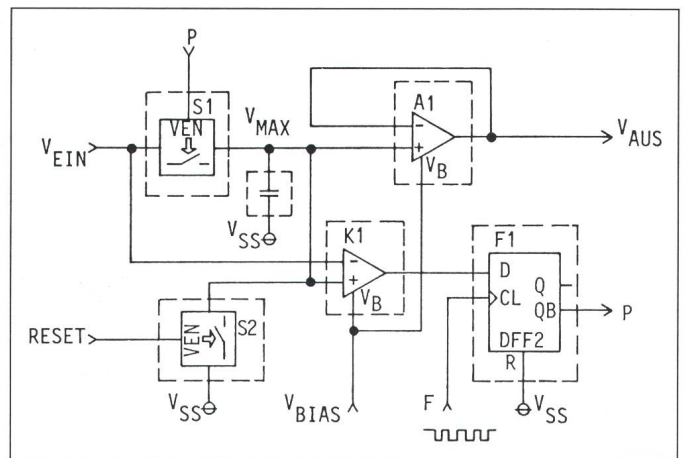 P
S1
VEN
V_EIN
V_MAX
A1
-
+
V_B
V_AUS
V_SS
K1
-
+
V_B
F1
D
Q
CL
QB
P
DFF2
R
RESET
VEN
S2
V_SS
V_BIAS
F
V_SS